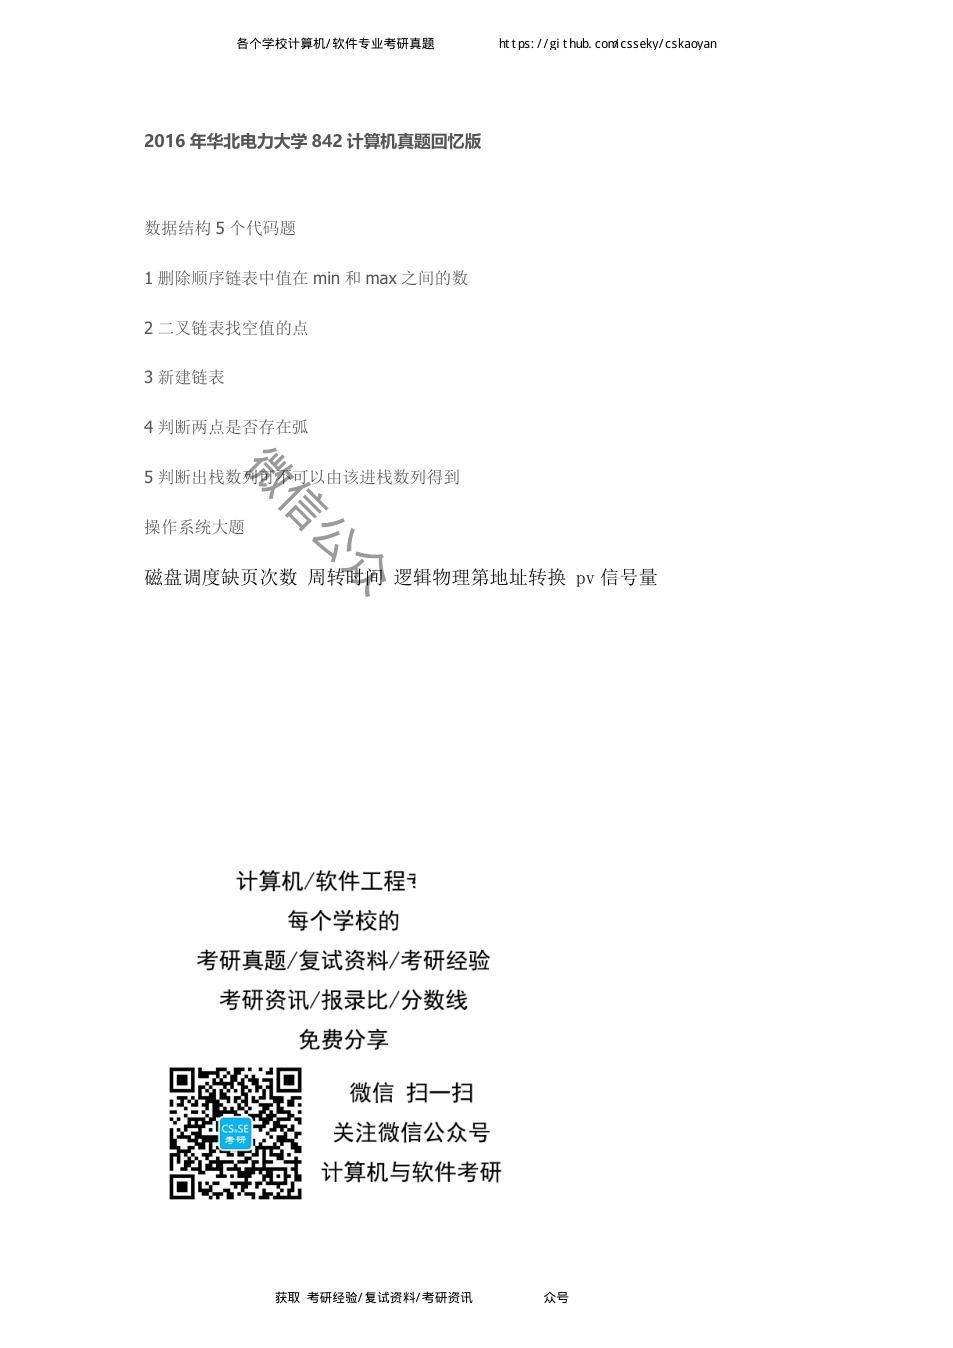 各个学校计算机/软件专业考研真题 https://github.com/csseky/cskaoyan
2016 年华北电力大学 842 计算机真题回忆版
数据结构 5 个代码题
1 删除顺序链表中值在 min 和 max 之间的数
2 二叉链表找空值的点
3 新建链表
4 判断两点是否存在弧
5 判断出栈数列可不可以由该进栈数列得到
操作系统大题
磁盘调度缺页次数 周转时间 逻辑物理第地址转换 pv 信号量
微信公众
计算机/软件工程
每个学校的
考研真题/复试资料/考研经验
考研资讯/报录比/分数线
免费分享
CS&SE
考研
微信 扫一扫
关注微信公众号
计算机与软件考研
获取 考研经验/复试资料/考研资讯 众号